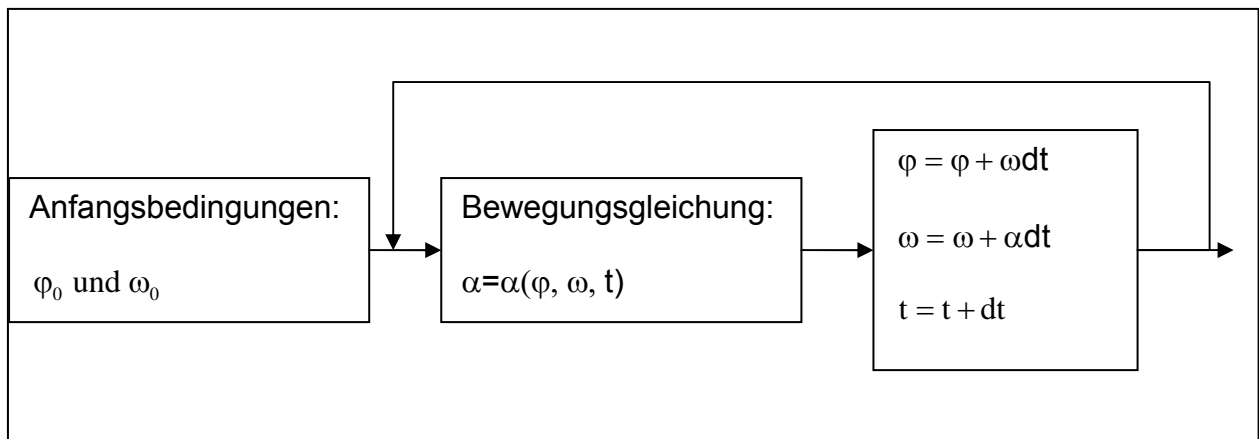 Anfangsbedingungen:
φ₀ und ω₀
Bewegungsgleichung:
α=α(φ, ω, t)
φ = φ + ωdt
ω = ω + αdt
t = t + dt